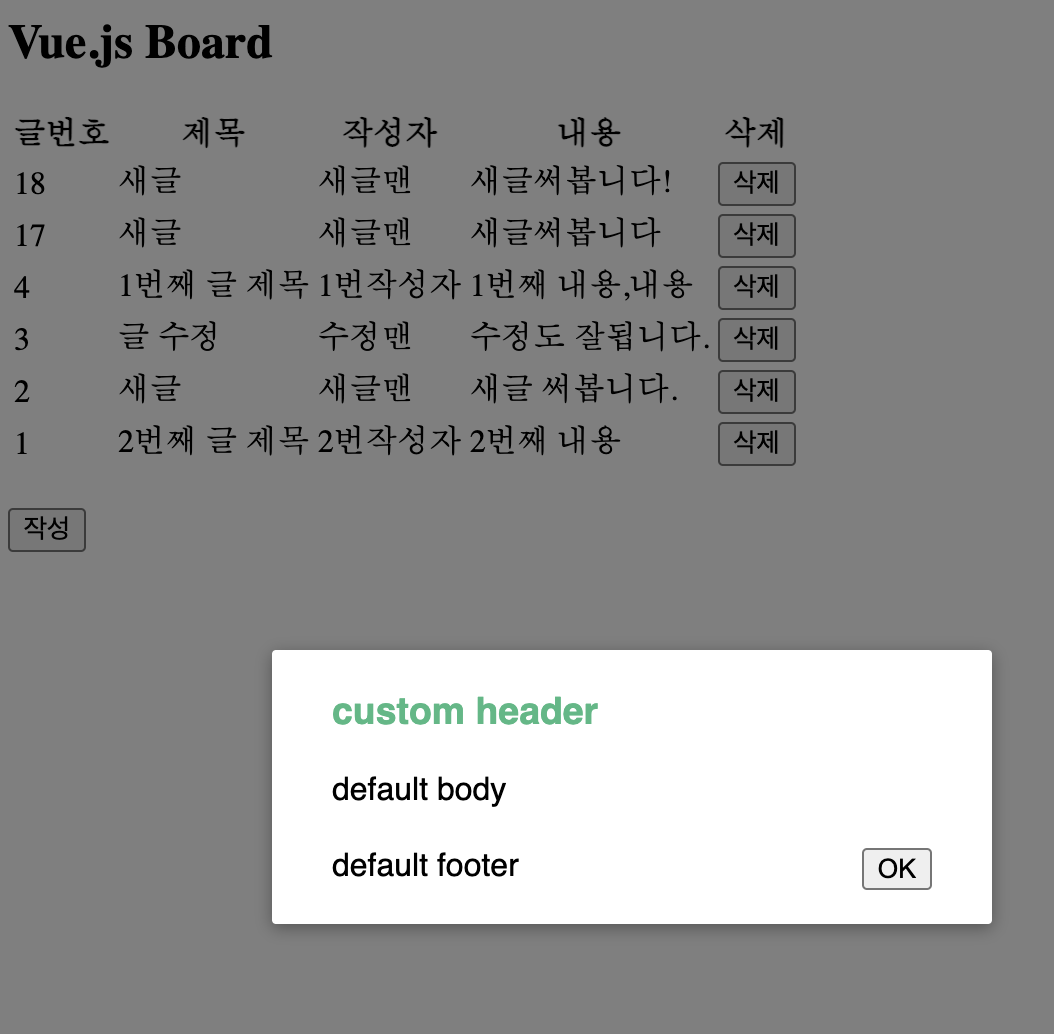 Vue.js Board
글번호 제목 작성자 내용 삭제
18 새글 새글맨 새글써봅니다! 삭제
17 새글 새글맨 새글써봅니다 삭제
4 1번째 글 제목 1번작성자 1번째 내용,내용 삭제
3 글 수정 수정맨 수정도 잘됩니다. 삭제
2 새글 새글맨 새글 써봅니다. 삭제
1 2번째 글 제목 2번작성자 2번째 내용 삭제
작성
custom header
default body
default footer OK